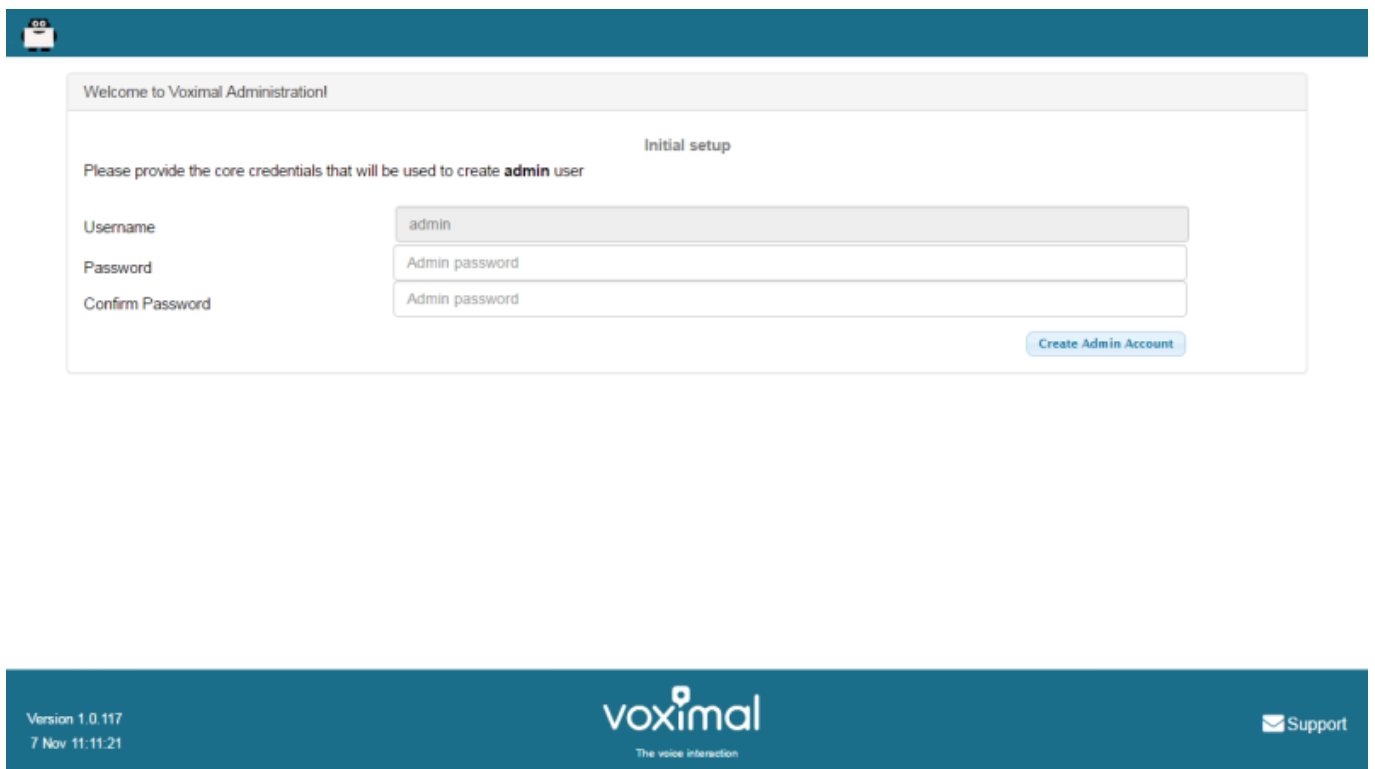 Welcome to Voximal Administration!
Initial setup
Please provide the core credentials that will be used to create admin user
Username admin
Password Admin password
Confirm Password Admin password
Create Admin Account
Version 1.0.117
7 Nov 11:11:21
voximal
The voice interaction
Support